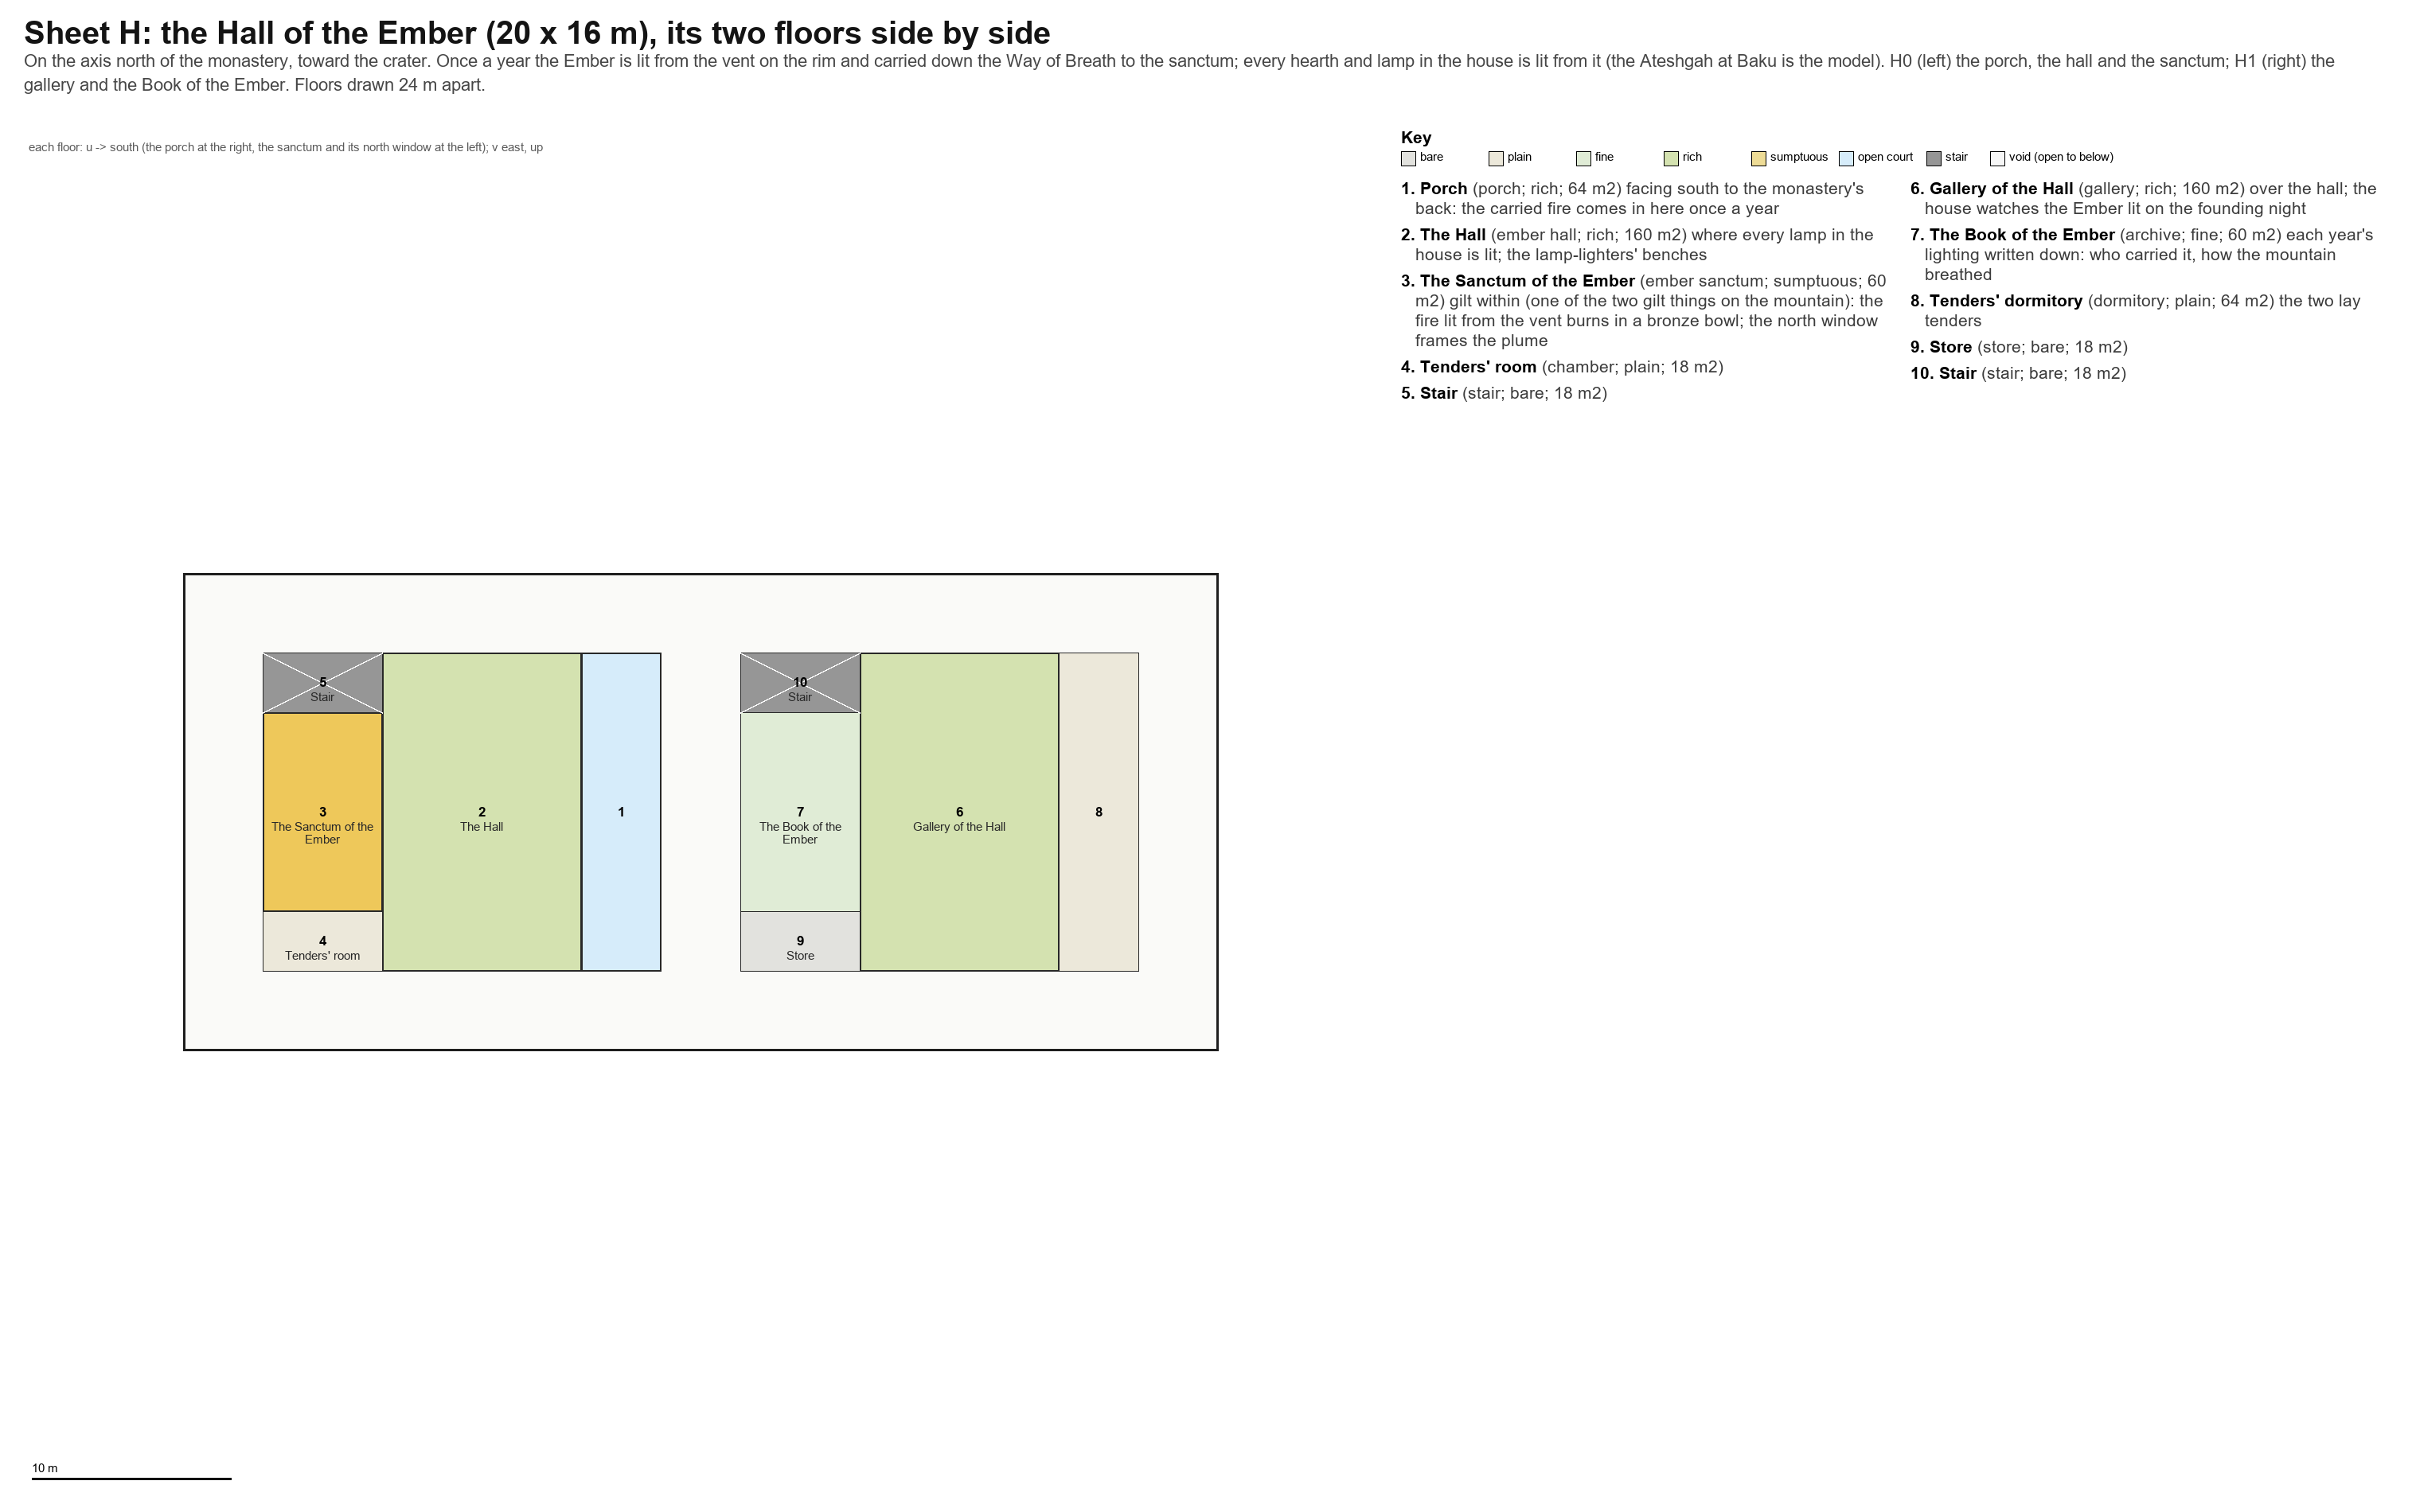 Sheet H: the Hall of the Ember (20 x 16 m), its two floors side by side
On the axis north of the monastery, toward the crater. Once a year the Ember is lit from the vent on the rim and carried down the Way of Breath to the sanctum; every hearth and lamp in the house is lit from it (the Ateshgah at Baku is the model). H0 (left) the porch, the hall and the sanctum; H1 (right) the
gallery and the Book of the Ember. Floors drawn 24 m apart.
each floor: u -> south (the porch at the right, the sanctum and its north window at the left); v east, up
Key
bare plain fine rich sumptuous open court stair void (open to below)
1. Porch (porch; rich; 64 m2) facing south to the monastery's
back: the carried fire comes in here once a year
2. The Hall (ember hall; rich; 160 m2) where every lamp in the
house is lit; the lamp-lighters' benches
3. The Sanctum of the Ember (ember sanctum; sumptuous; 60
m2) gilt within (one of the two gilt things on the mountain): the
fire lit from the vent burns in a bronze bowl; the north window
frames the plume
4. Tenders' room (chamber; plain; 18 m2)
5. Stair (stair; bare; 18 m2)
6. Gallery of the Hall (gallery; rich; 160 m2) over the hall; the
house watches the Ember lit on the founding night
7. The Book of the Ember (archive; fine; 60 m2) each year's
lighting written down: who carried it, how the mountain
breathed
8. Tenders' dormitory (dormitory; plain; 64 m2) the two lay
tenders
9. Store (store; bare; 18 m2)
10. Stair (stair; bare; 18 m2)
5
Stair
3
The Sanctum of the
Ember
4
Tenders' room
2
The Hall
1
10
Stair
7
The Book of the
Ember
9
Store
6
Gallery of the Hall
8
10 m